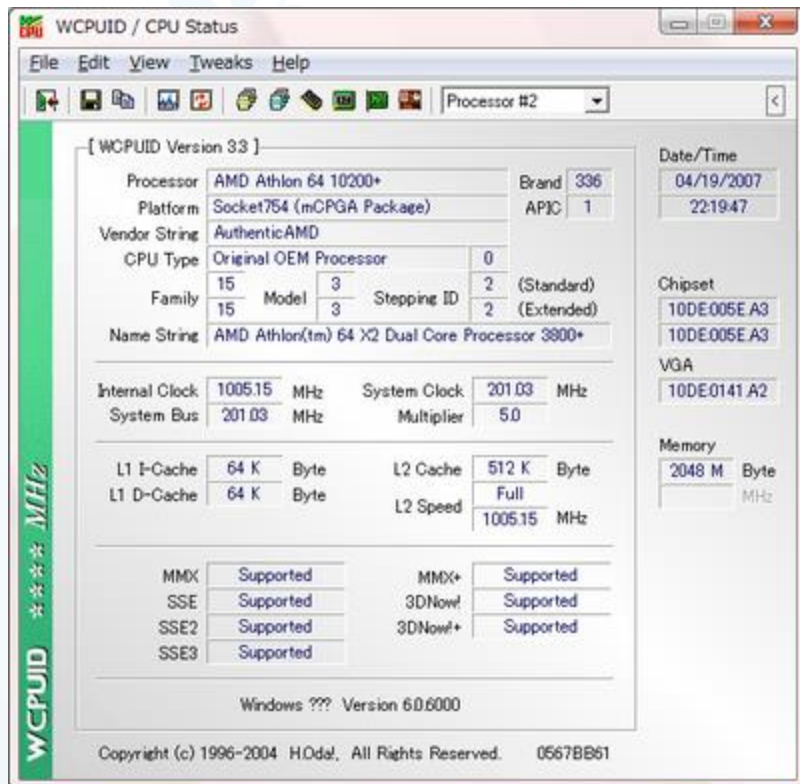 WCPUID / CPU Status
File Edit View Tweaks Help
Processor #2
[ WCPUID Version 3.3 ]
Processor AMD Athlon 64 10200+ Brand 336
Platform Socket754 (mCPGA Package) APIC 1
Vendor String AuthenticAMD
CPU Type Original OEM Processor 0
Family 15 Model 3 Stepping ID 2 (Standard)
15 3 2 (Extended)
Name String AMD Athlon(tm) 64 X2 Dual Core Processor 3800+
Internal Clock 1005.15 MHz System Clock 201.03 MHz
System Bus 201.03 MHz Multiplier 5.0
L1 I-Cache 64 K Byte L2 Cache 512 K Byte
L1 D-Cache 64 K Byte L2 Speed Full
1005.15 MHz
MMX Supported MMX+ Supported
SSE Supported 3DNow! Supported
SSE2 Supported 3DNow!+ Supported
SSE3 Supported
Windows ??? Version 6.0.6000
Copyright (c) 1996-2004 H.Oda!, All Rights Reserved. 0567BB61
Date/Time
04/19/2007
22:19:47
Chipset
10DE:005E.A3
10DE:005E.A3
VGA
10DE:0141.A2
Memory
2048 M Byte
MHz
WCPUID **** MHz